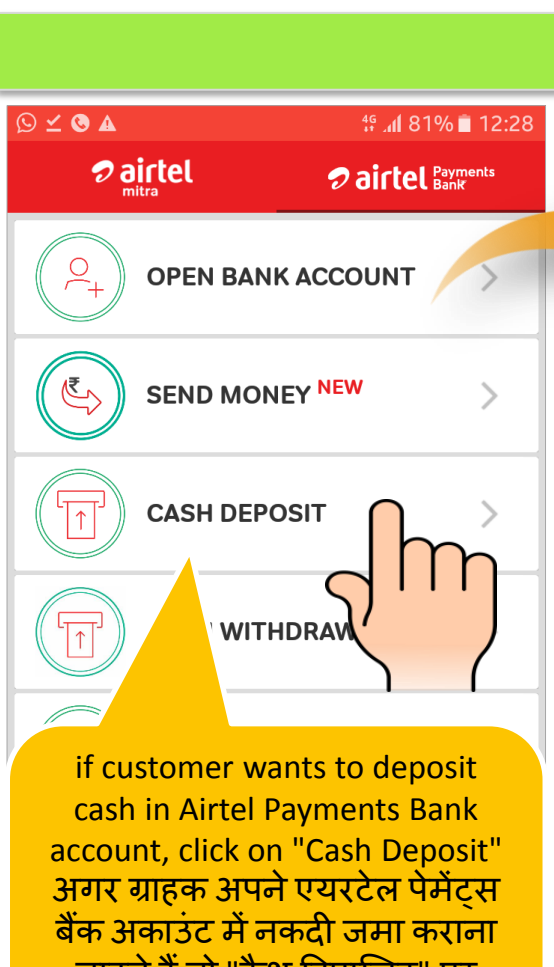 4G 81% 12:28
airtel mitra airtel Payments Bank
OPEN BANK ACCOUNT
SEND MONEY NEW
CASH DEPOSIT
WITHDRAW
if customer wants to deposit
cash in Airtel Payments Bank
account, click on "Cash Deposit"
अगर ग्राहक अपने एयरटेल पेमेंट्स
बैंक अकाउंट में नकदी जमा कराना